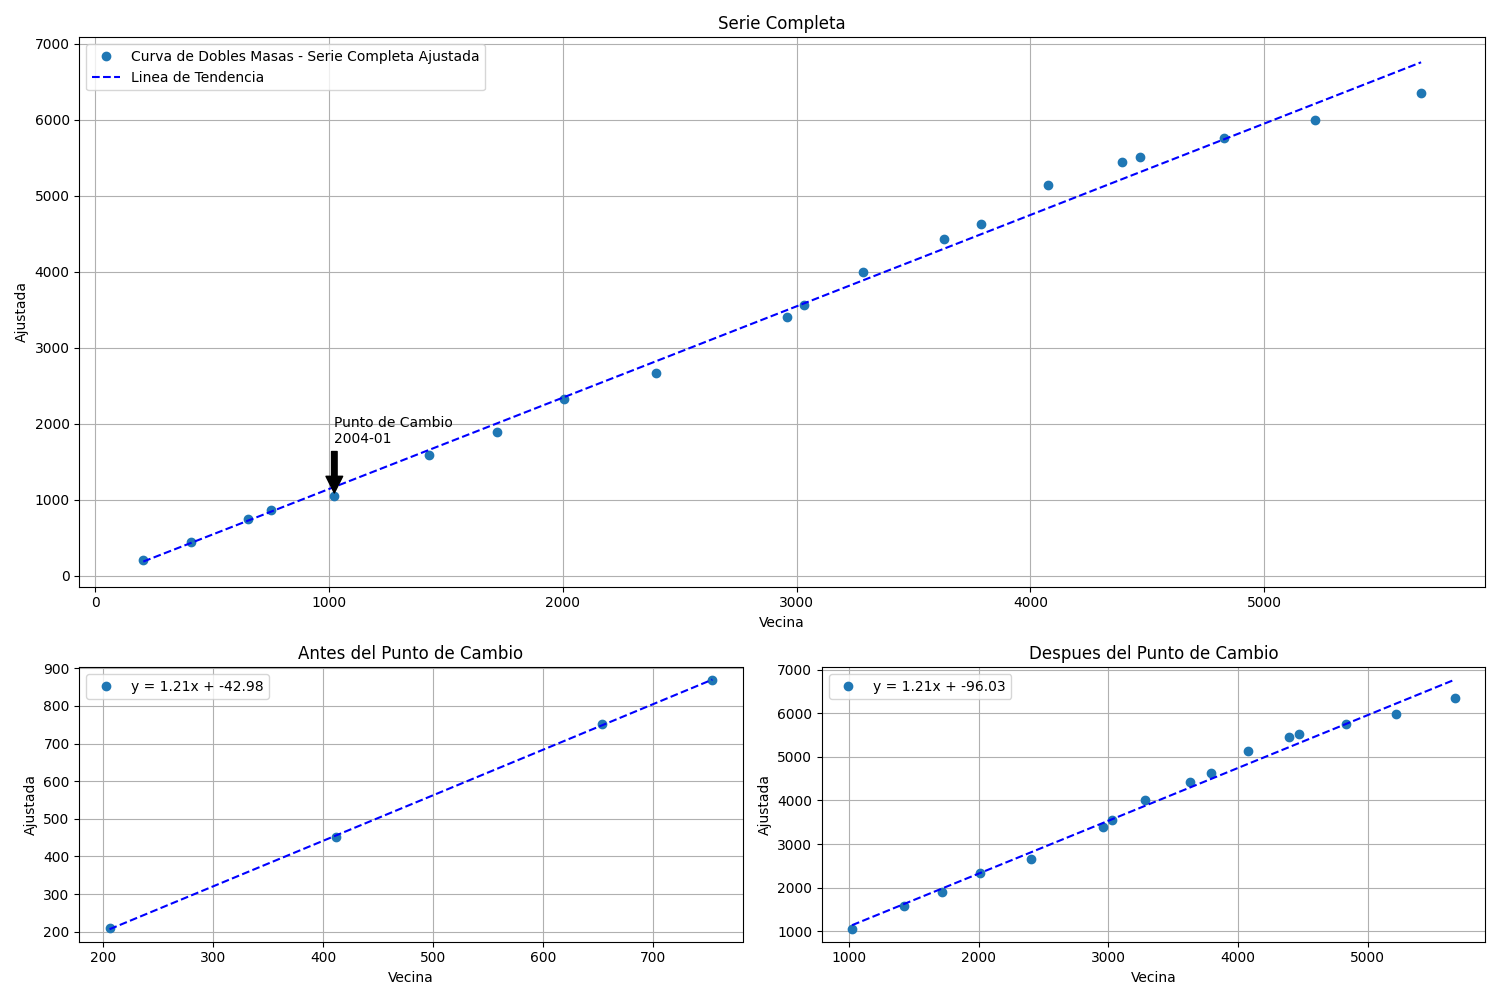 Serie Completa
Curva de Dobles Masas - Serie Completa Ajustada
Linea de Tendencia
7000
6000
5000
4000
3000
2000
1000
0
Ajustada
Punto de Cambio
2004-01
0 1000 2000 3000 4000 5000
Vecina
Antes del Punto de Cambio
y = 1.21x + -42.98
900
800
700
600
500
400
300
200
Ajustada
200 300 400 500 600 700
Vecina
Despues del Punto de Cambio
y = 1.21x + -96.03
7000
6000
5000
4000
3000
2000
1000
Ajustada
1000 2000 3000 4000 5000
Vecina